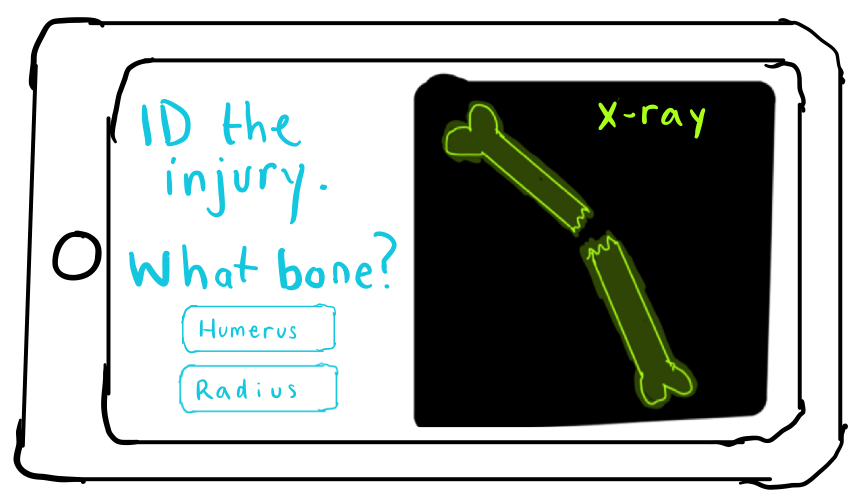 ID the
injury.
What bone?
Humerus
Radius
X-ray